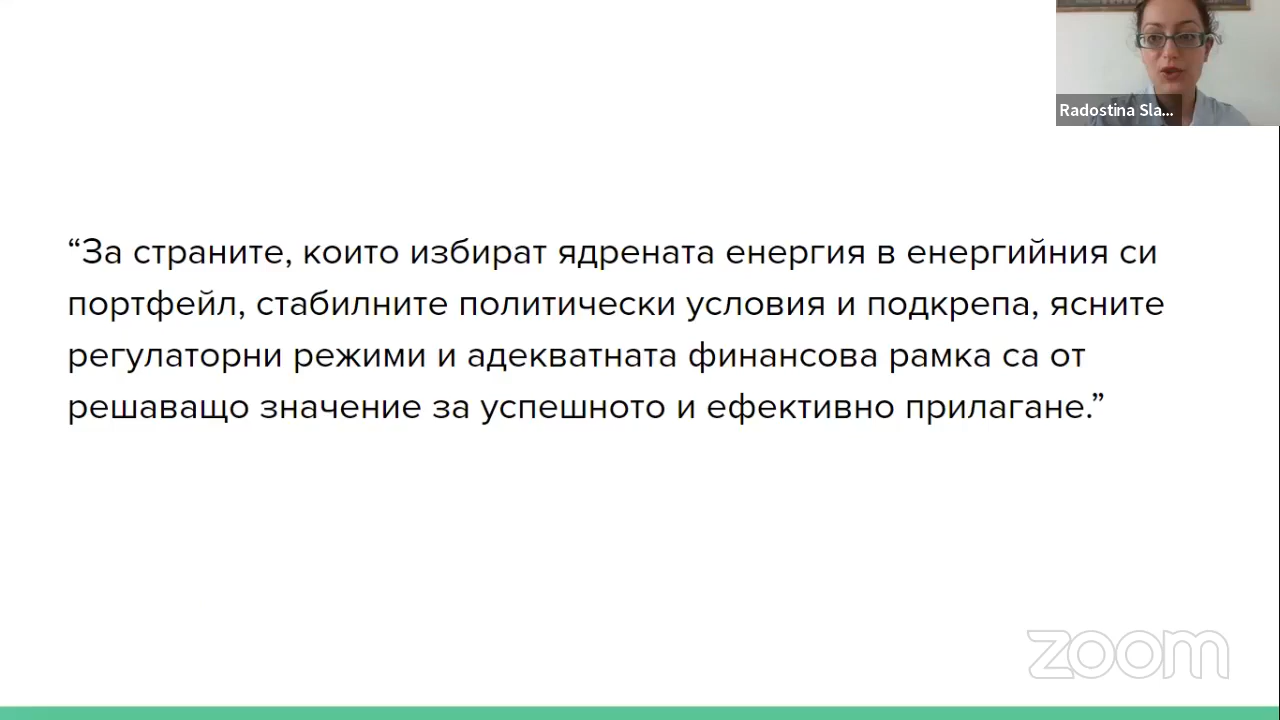 Radostina Sla...
“За страните, които избират ядрената енергия в енергийния си
портфейл, стабилните политически условия и подкрепа, ясните
регулаторни режими и адекватната финансова рамка са от
решаващо значение за успешното и ефективно прилагане.”
zoom